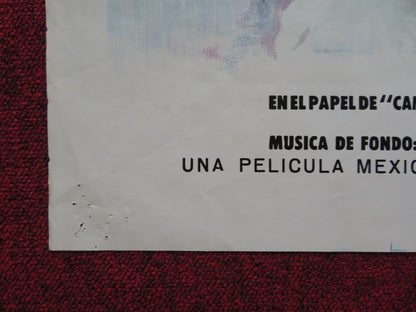 EN EL PAPEL DE "CA
MUSICA DE FONDO:
UNA PELICULA MEXIC